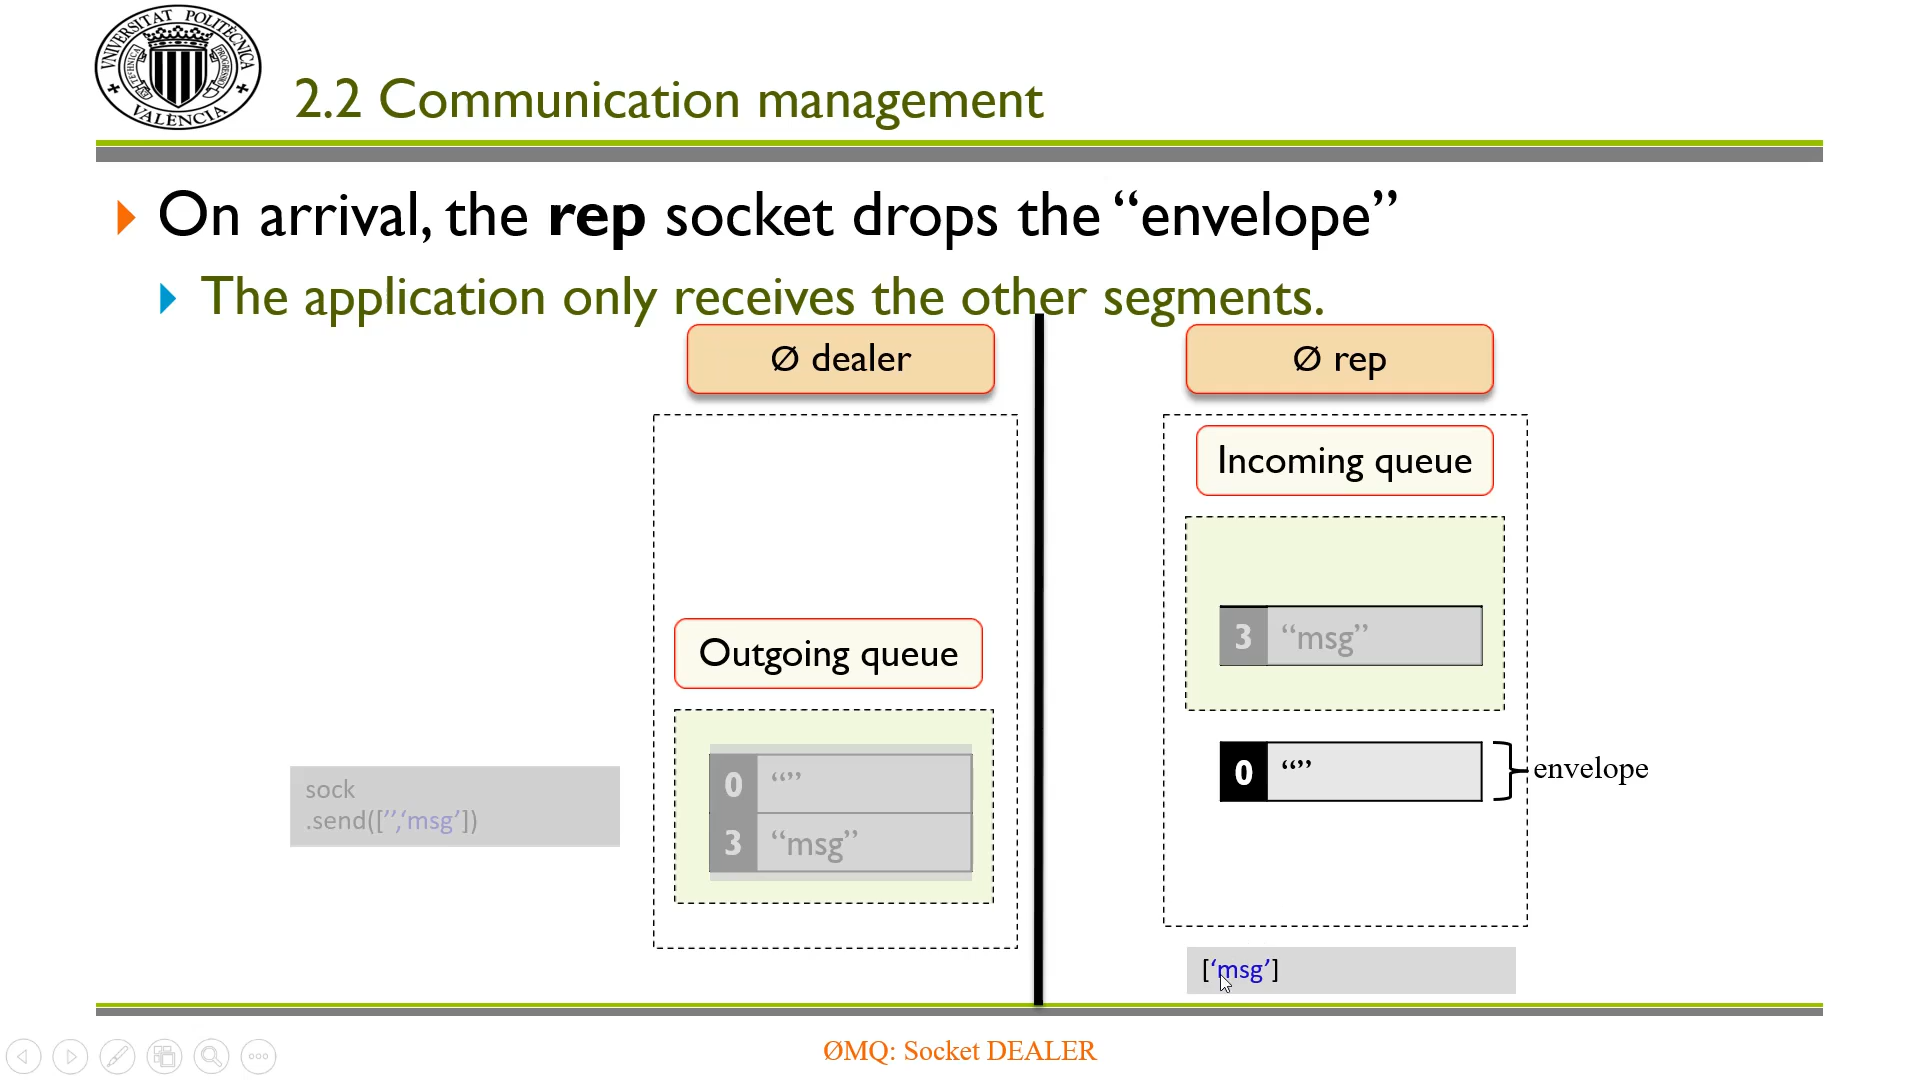 UNIVERSITAT POLITÈCNICA
VALÈNCIA
2.2 Communication management
On arrival, the rep socket drops the “envelope”
The application only receives the other segments.
Ø dealer
Ø rep
Incoming queue
3 “msg”
Outgoing queue
0 “”
envelope
0 “”
3 “msg”
sock
.send([’’,‘msg’])
[‘msg’]
ØMQ: Socket DEALER